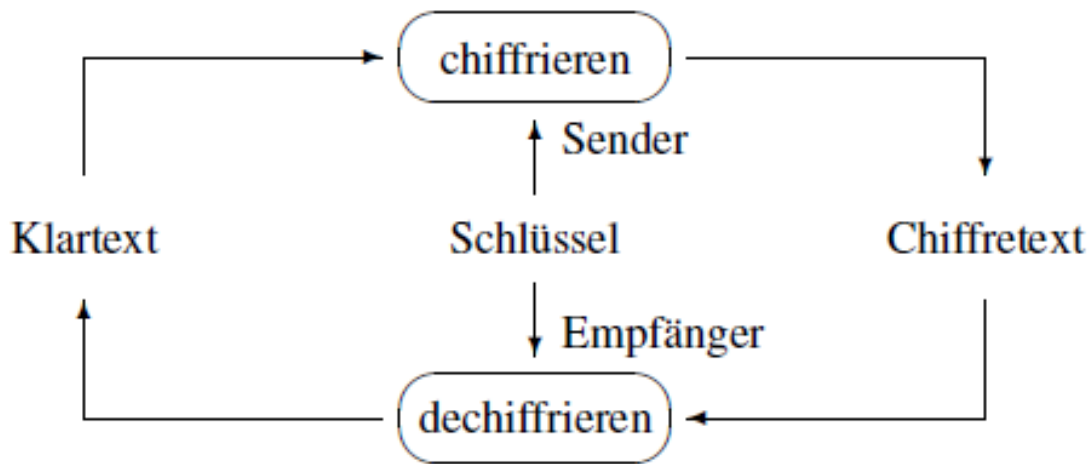 chiffrieren
Sender
Klartext
Schlüssel
Chiffretext
Empfänger
dechiffrieren